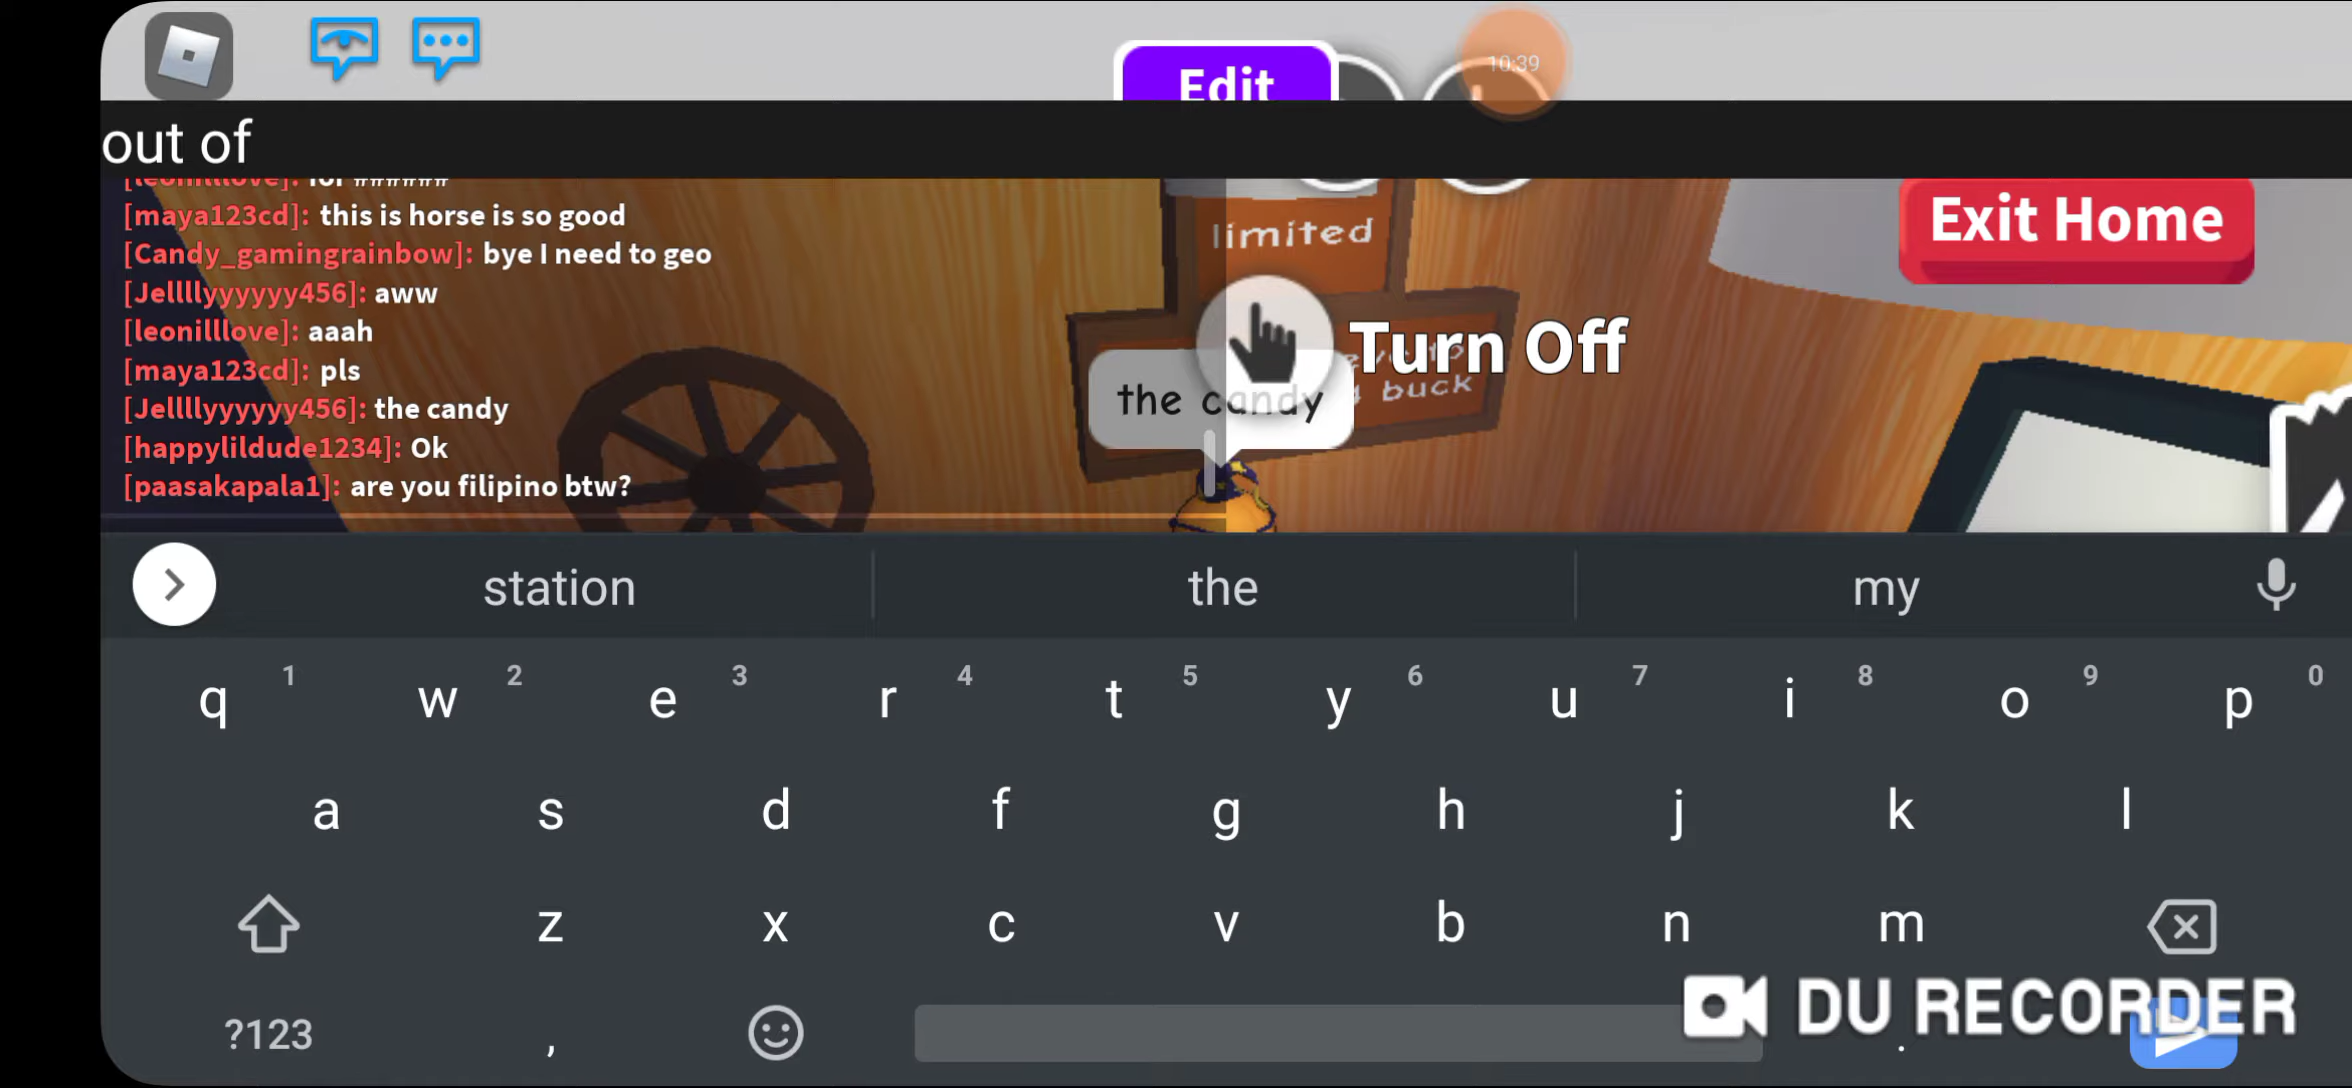 Edit
10:39
out of
[leonilllove]: for ######
[maya123cd]: this is horse is so good
[Candy_gamingrainbow]: bye I need to geo
[Jellllyyyyyy456]: aww
[leonilllove]: aaah
[maya123cd]: pls
[Jellllyyyyyy456]: the candy
[happylildude1234]: Ok
[paasakapala1]: are you filipino btw?
limited
Exit Home
Turn Off
buck
the candy
station the my
q 1 w 2 e 3 r 4 t 5 y 6 u 7 i 8 o 9 p 0
a s d f g h j k l
z x c v b n m
?123 , .
DU RECORDER